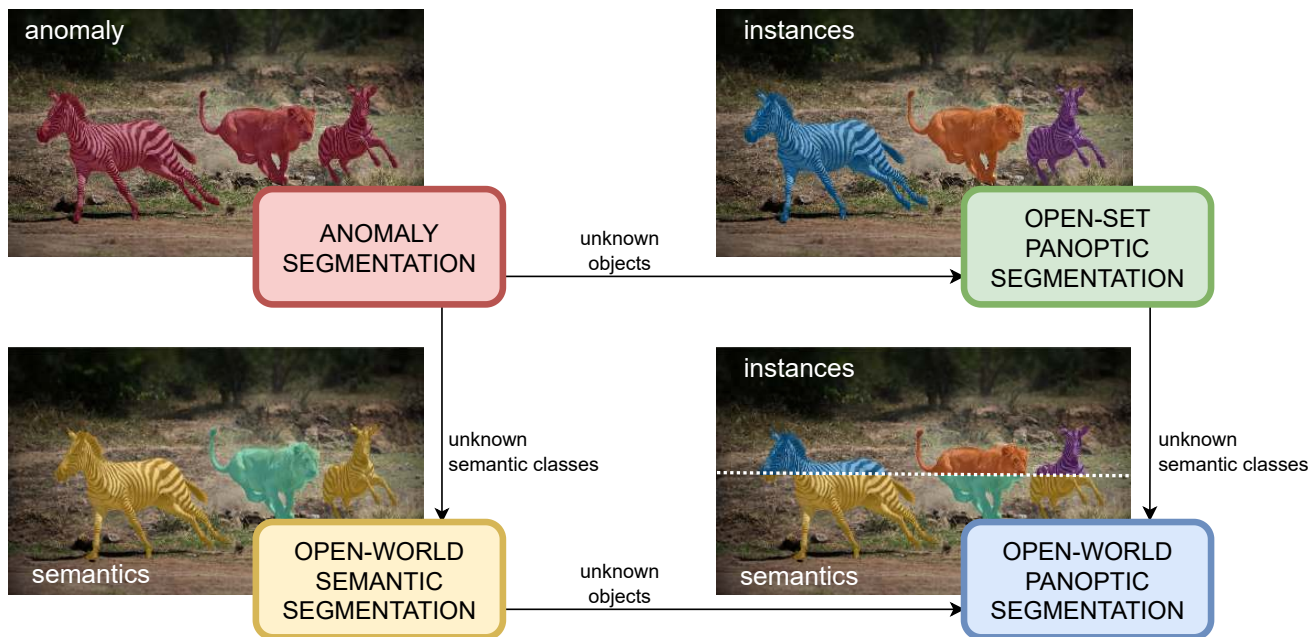 anomaly
instances
ANOMALY
SEGMENTATION
unknown
objects
OPEN-SET
PANOPTIC
SEGMENTATION
instances
unknown
semantic classes
unknown
semantic classes
semantics
OPEN-WORLD
SEMANTIC
SEGMENTATION
unknown
objects
semantics
OPEN-WORLD
PANOPTIC
SEGMENTATION